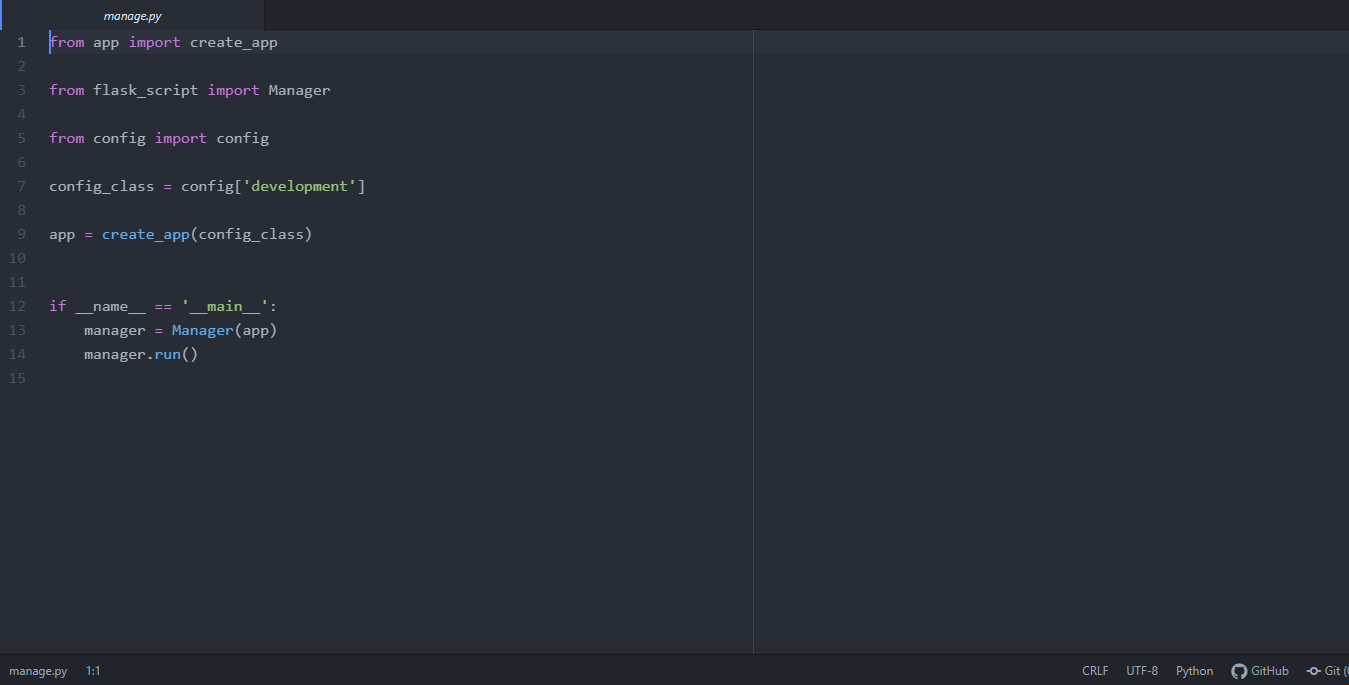 manage.py
1 from app import create_app
2
3 from flask_script import Manager
4
5 from config import config
6
7 config_class = config['development']
8
9 app = create_app(config_class)
10
11
12 if __name__ == '__main__':
13     manager = Manager(app)
14     manager.run()
15
manage.py 1:1 CRLF UTF-8 Python GitHub Git (